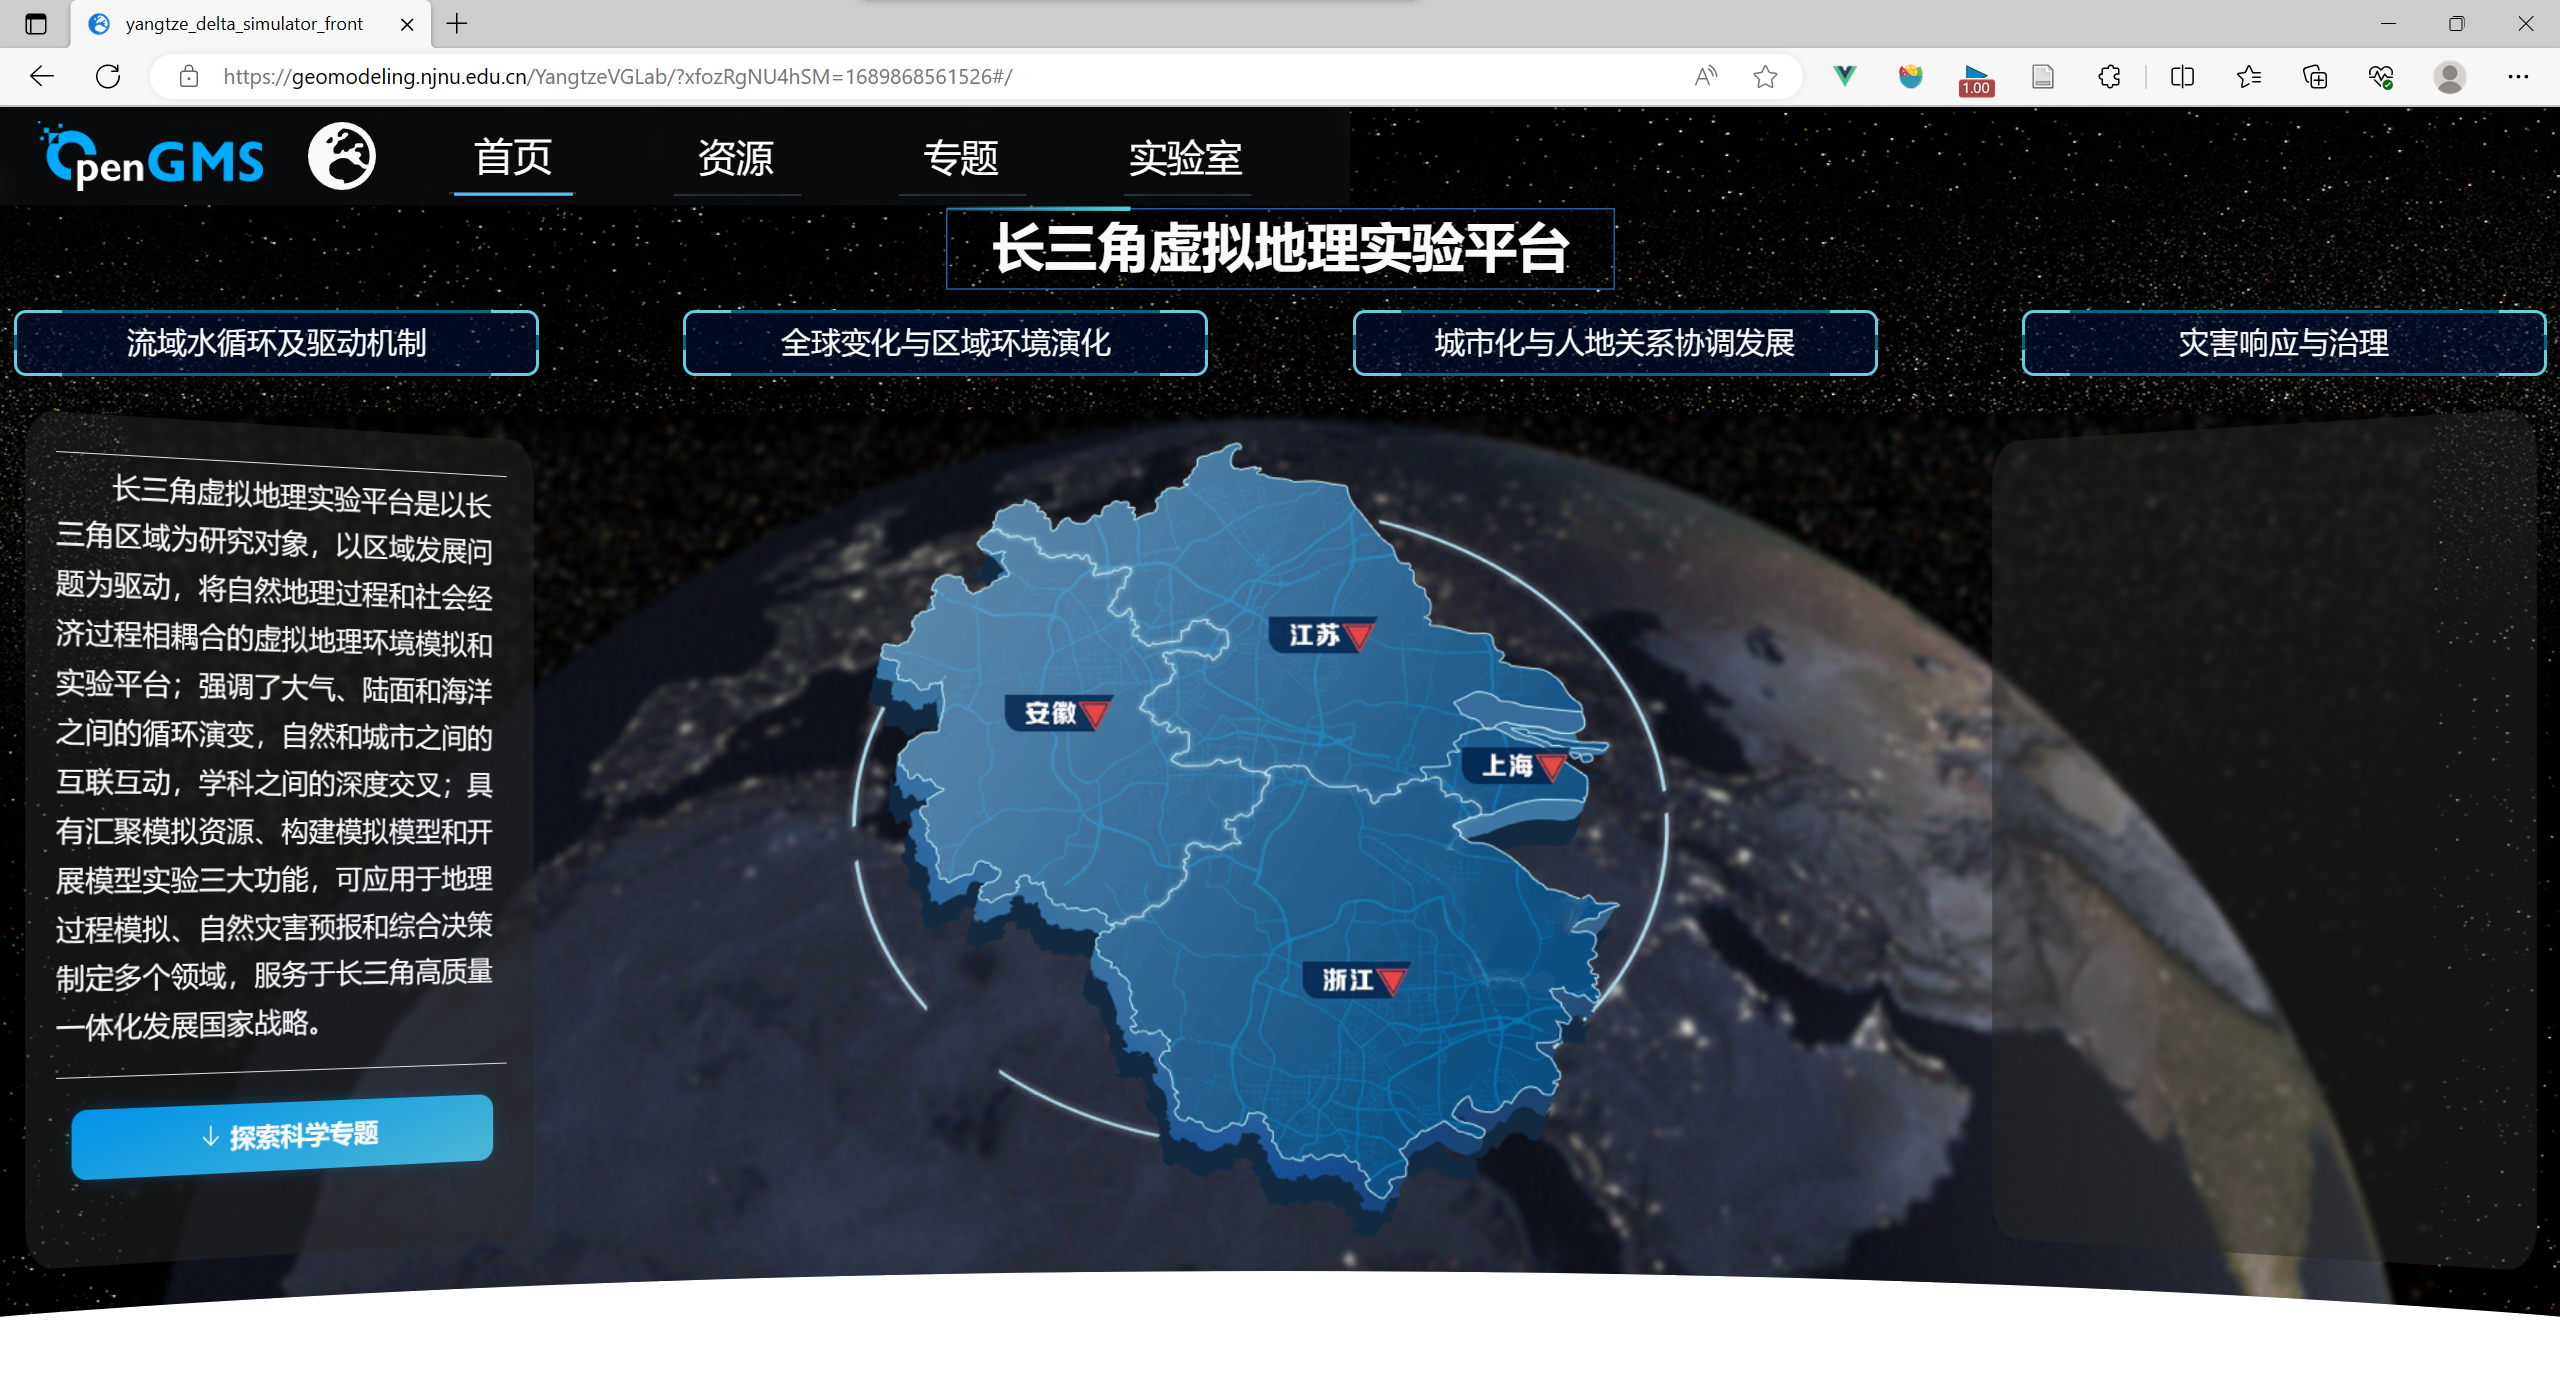 yangtze_delta_simulator_front
https://geomodeling.njnu.edu.cn/YangtzeVGLab/?xfozRgNU4hSM=1689868561526#/
1.00
OpenGMS
首页
资源
专题
实验室
长三角虚拟地理实验平台
流域水循环及驱动机制
全球变化与区域环境演化
城市化与人地关系协调发展
灾害响应与治理
长三角虚拟地理实验平台是以长
三角区域为研究对象，以区域发展问
题为驱动，将自然地理过程和社会经
济过程相耦合的虚拟地理环境模拟和
实验平台；强调了大气、陆面和海洋
之间的循环演变，自然和城市之间的
互联互动，学科之间的深度交叉；具
有汇聚模拟资源、构建模拟模型和开
展模型实验三大功能，可应用于地理
过程模拟、自然灾害预报和综合决策
制定多个领域，服务于长三角高质量
一体化发展国家战略。
↓ 探索科学专题
江苏
安徽
上海
浙江